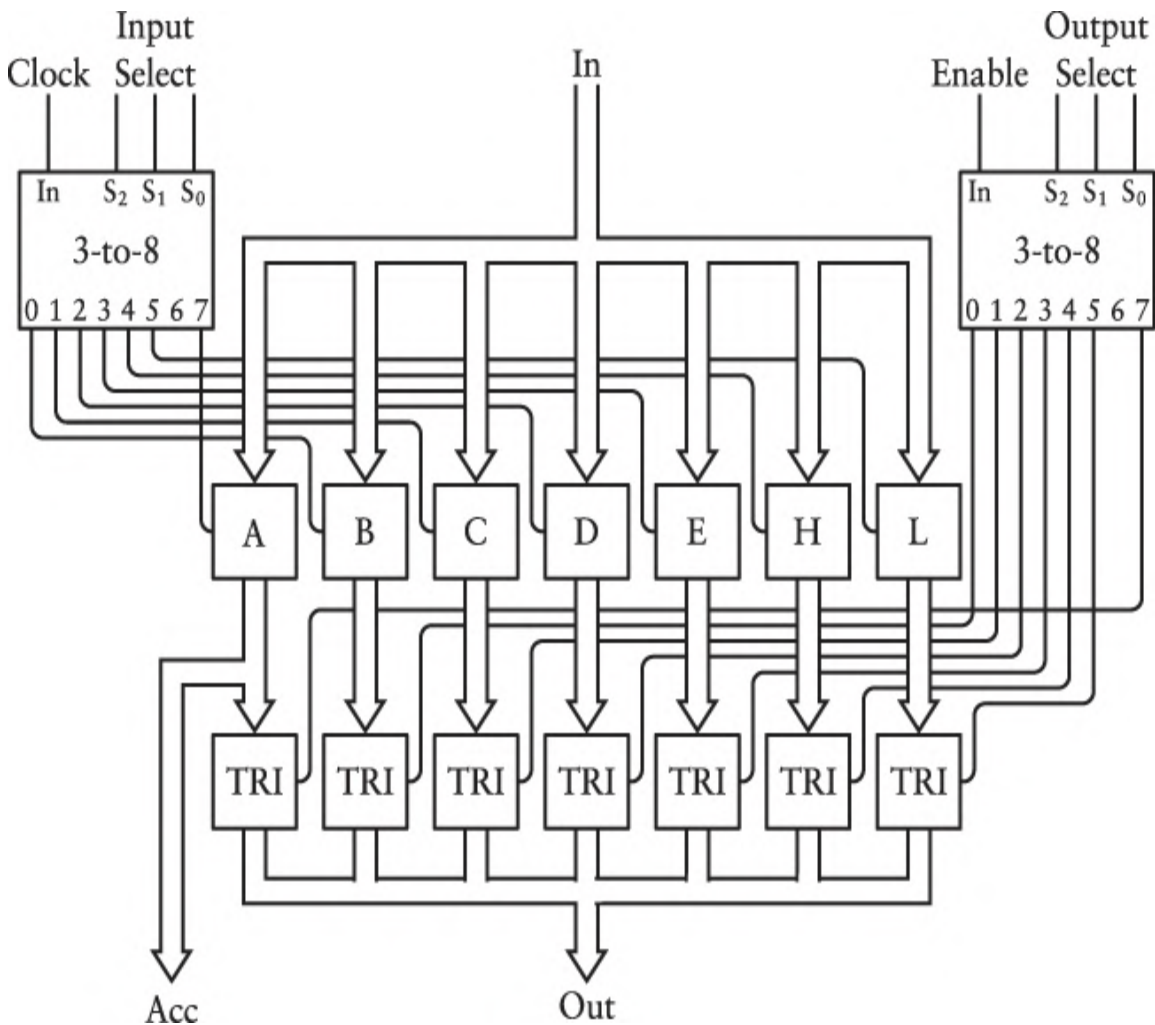 Input
Output
Clock Select
In
Enable Select
In S₂ S₁ S₀
In S₂ S₁ S₀
3-to-8
3-to-8
0 1 2 3 4 5 6 7
0 1 2 3 4 5 6 7
A B C D E H L
TRI TRI TRI TRI TRI TRI TRI
Acc
Out